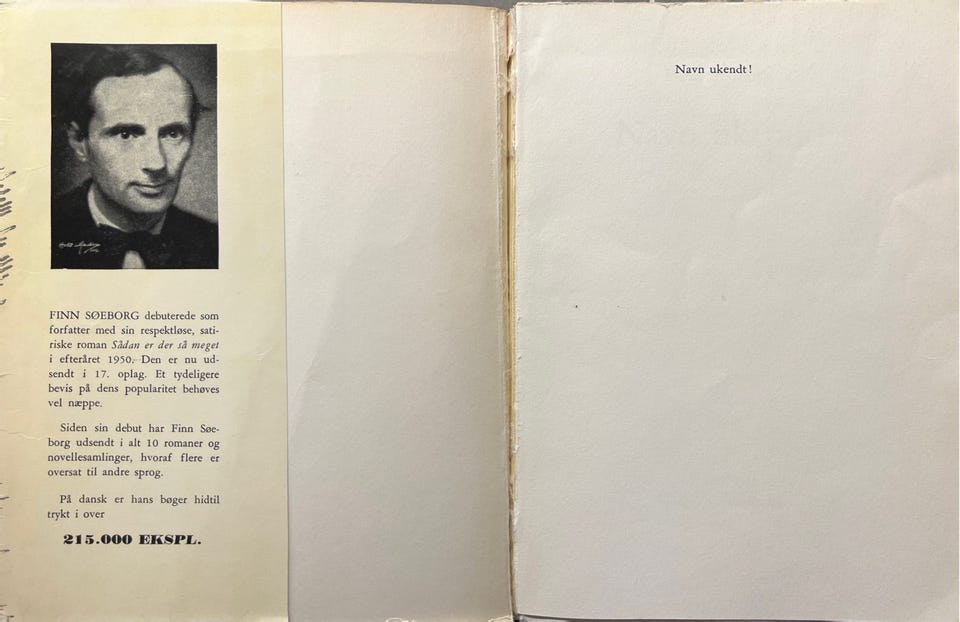 FINN SØEBORG debuterede som
forfatter med sin respektløse, sati-
riske roman Sådan er der så meget
i efteråret 1950. Den er nu ud-
sendt i 17. oplag. Et tydeligere
bevis på dens popularitet behøves
vel næppe.
Siden sin debut har Finn Søe-
borg udsendt i alt 10 romaner og
novellesamlinger, hvoraf flere er
oversat til andre sprog.
På dansk er hans bøger hidtil
trykt i over
215.000 EKSPL.
Navn ukendt!